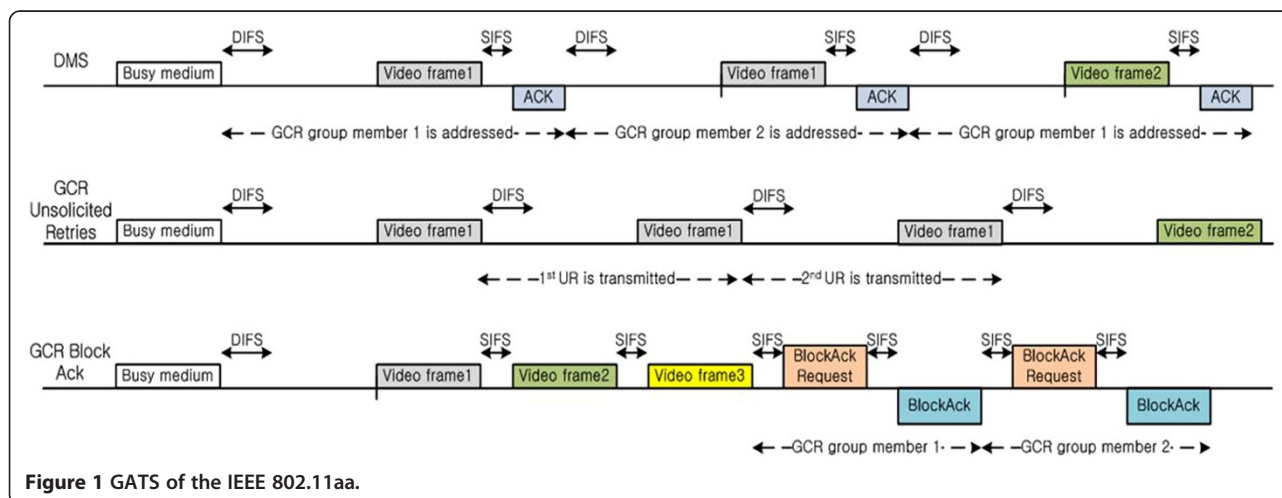 DIFS SIFS DIFS SIFS DIFS SIFS
DMS
Busy medium Video frame1 Video frame1 Video frame2
ACK ACK ACK
GCR group member 1 is addressed GCR group member 2 is addressed GCR group member 1 is addressed
GCR
Unsolicited
Retries
DIFS DIFS DIFS DIFS
Busy medium Video frame1 Video frame1 Video frame1 Video frame2
1st UR is transmitted 2nd UR is transmitted
GCR Block
Ack
DIFS SIFS SIFS SIFS SIFS SIFS SIFS
Busy medium Video frame1 Video frame2 Video frame3 BlockAck
Request BlockAck
Request
BlockAck BlockAck
GCR group member 1 GCR group member 2
Figure 1 GATS of the IEEE 802.11aa.